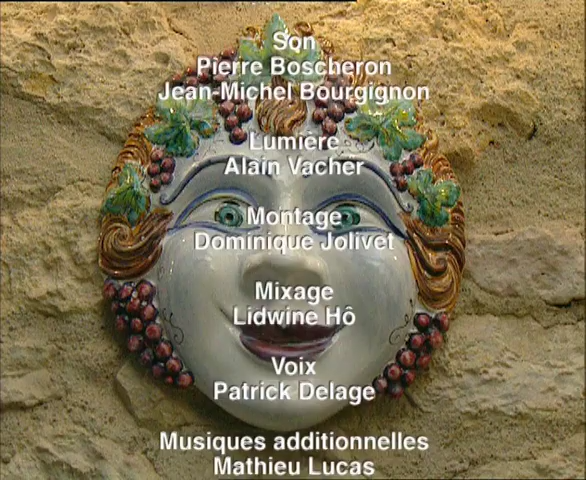 Son
Pierre Boscheron
Jean-Michel Bourgignon
Lumière
Alain Vacher
Montage
Dominique Jolivet
Mixage
Lidwine Hô
Voix
Patrick Delage
Musiques additionnelles
Mathieu Lucas